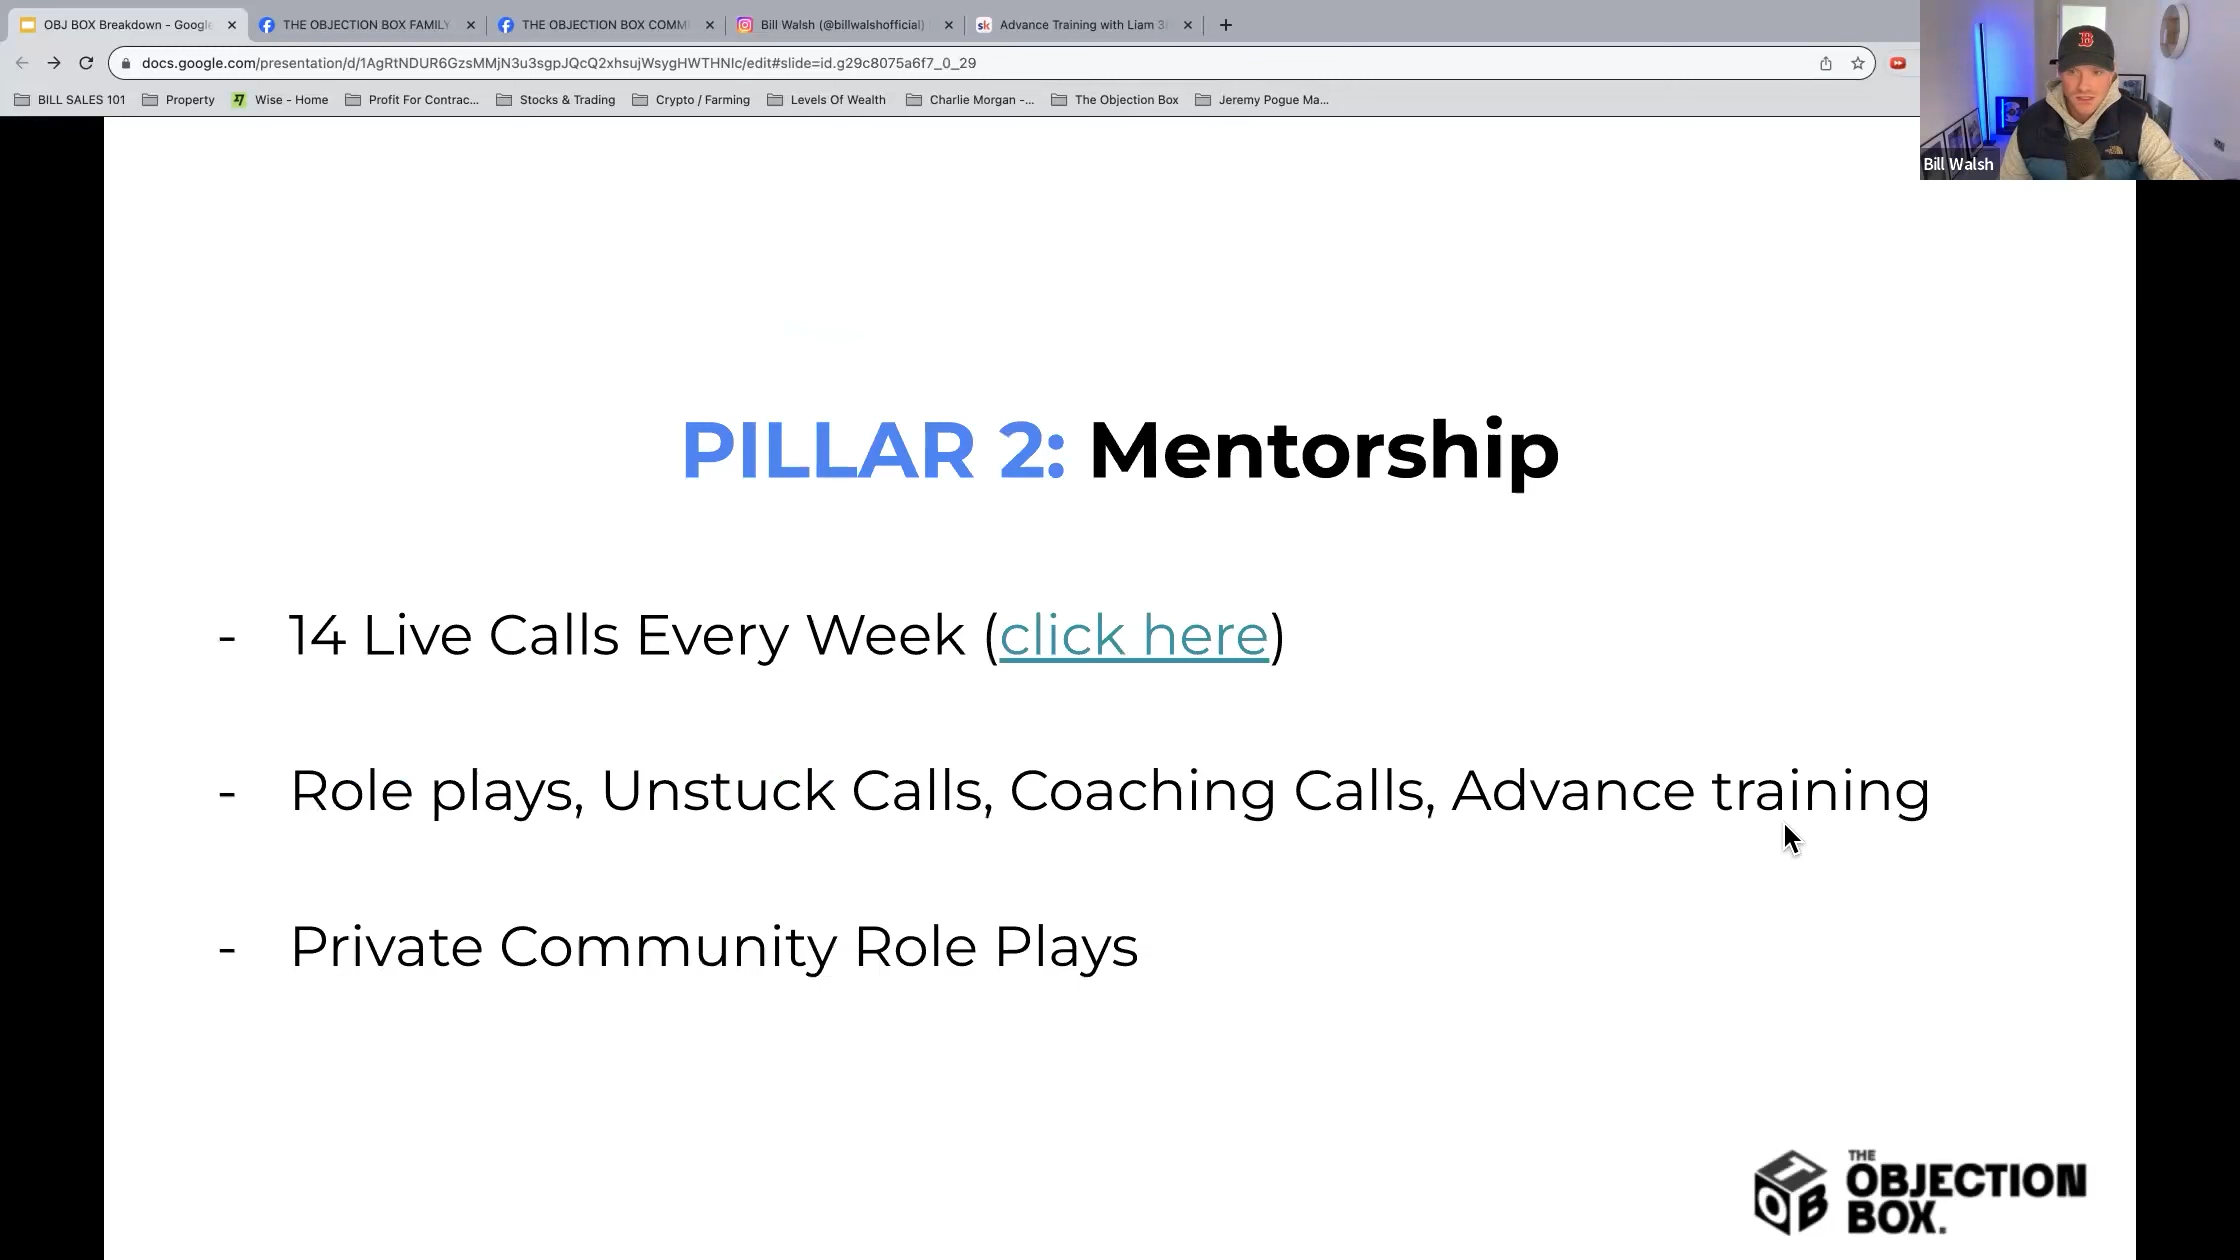 OBJ BOX Breakdown - Google
THE OBJECTION BOX FAMILY
THE OBJECTION BOX COMM
Bill Walsh (@billwalshofficial)
sk
Advance Training with Liam 3
docs.google.com/presentation/d/1AgRtNDUR6GzsMMjN3u3sgpJQcQ2xhsujWsygHWTHNIc/edit#slide=id.g29c8075a6f7_0_29
BILL SALES 101
Property
Wise - Home
Profit For Contrac...
Stocks & Trading
Crypto / Farming
Levels Of Wealth
Charlie Morgan -...
The Objection Box
Jeremy Pogue Ma...
B
Bill Walsh
PILLAR 2: Mentorship
- 14 Live Calls Every Week (click here)
- Role plays, Unstuck Calls, Coaching Calls, Advance training
- Private Community Role Plays
TOB
THE
OBJECTION
BOX.